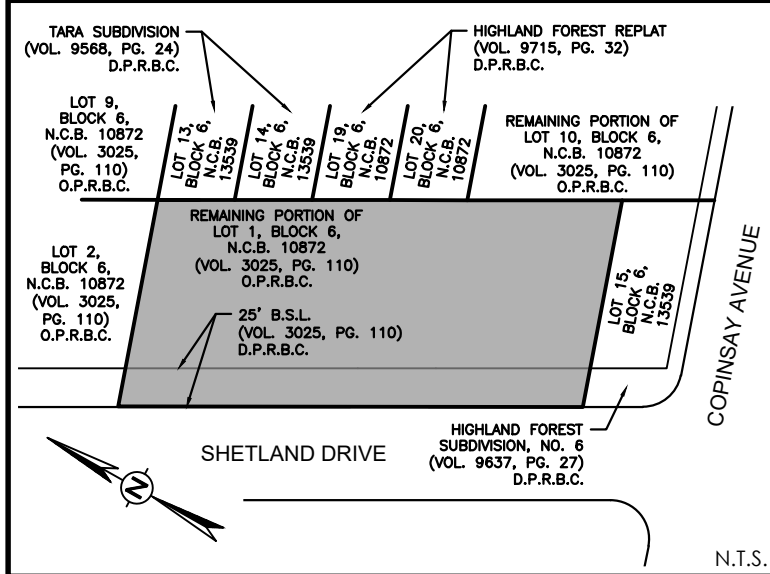 TARA SUBDIVISION
(VOL. 9568, PG. 24)
D.P.R.B.C.
HIGHLAND FOREST REPLAT
(VOL. 9715, PG. 32)
D.P.R.B.C.
LOT 9,
BLOCK 6,
N.C.B. 10872
(VOL. 3025,
PG. 110)
O.P.R.B.C.
LOT 13,
BLOCK 6,
N.C.B.
13539
LOT 14,
BLOCK 6,
N.C.B.
13539
LOT 19,
BLOCK 6,
N.C.B.
10872
LOT 20,
BLOCK 6,
N.C.B.
10872
REMAINING PORTION OF
LOT 10, BLOCK 6,
N.C.B. 10872
(VOL. 3025, PG. 110)
O.P.R.B.C.
LOT 2,
BLOCK 6,
N.C.B. 10872
(VOL. 3025,
PG. 110)
O.P.R.B.C.
REMAINING PORTION OF
LOT 1, BLOCK 6,
N.C.B. 10872
(VOL. 3025, PG. 110)
O.P.R.B.C.
25' B.S.L.
(VOL. 3025, PG. 110)
D.P.R.B.C.
LOT 15,
BLOCK 6,
N.C.B.
13539
COPINSAY AVENUE
HIGHLAND FOREST
SUBDIVISION, NO. 6
(VOL. 9637, PG. 27)
D.P.R.B.C.
SHETLAND DRIVE
N
N.T.S.